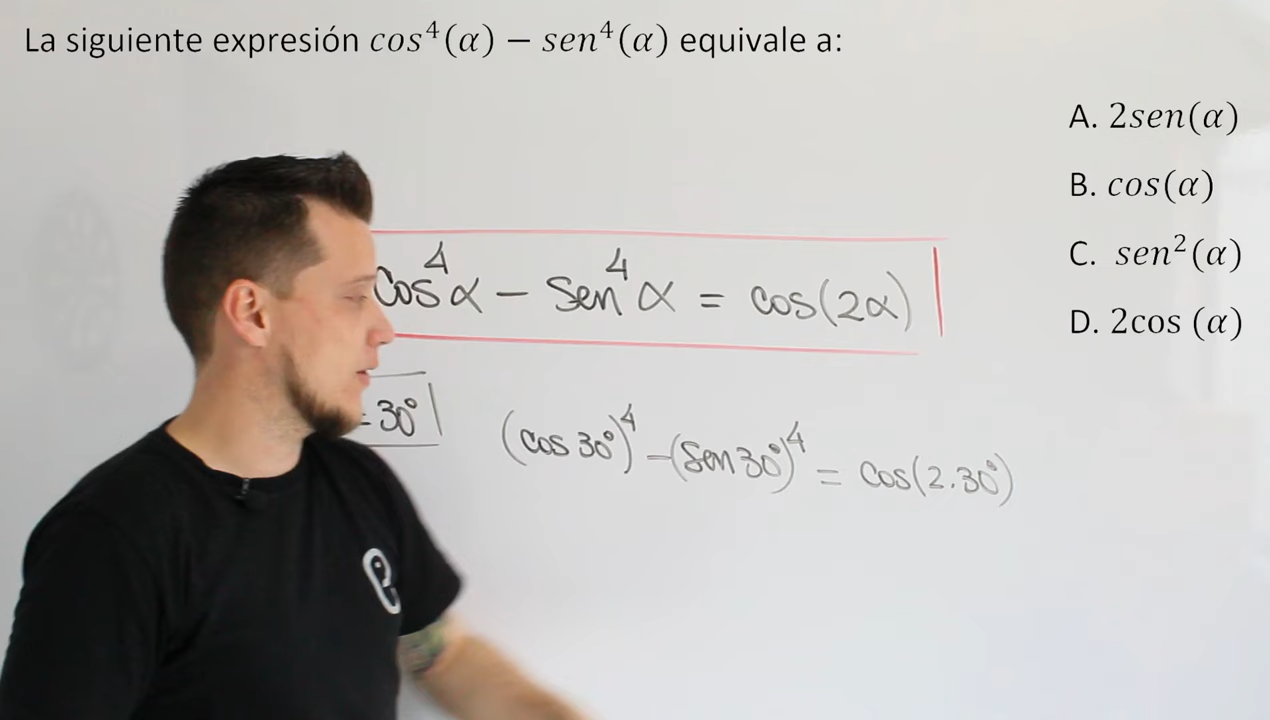 La siguiente expresión cos⁴(α) − sen⁴(α) equivale a:
A. 2sen(α)
B. cos(α)
C. sen²(α)
D. 2cos (α)
cos⁴α − sen⁴α = cos(2α)
= 30°
(cos 30°)⁴ − (sen 30°)⁴ = cos(2.30°)
e